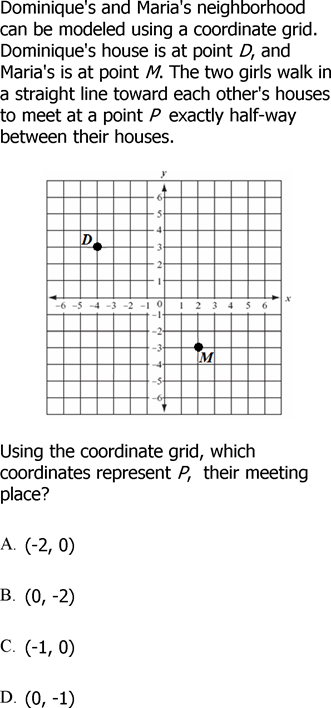 Dominique's and Maria's neighborhood
can be modeled using a coordinate grid.
Dominique's house is at point D, and
Maria's is at point M. The two girls walk in
a straight line toward each other's houses
to meet at a point P exactly half-way
between their houses.
y
6
5
D
4
3
2
1
-6 -5 -4 -3 -2 -1 0 1 2 3 4 5 6 x
-1
-2
-3
M
-4
-5
-6
Using the coordinate grid, which
coordinates represent P, their meeting
place?
A. (-2, 0)
B. (0, -2)
C. (-1, 0)
D. (0, -1)